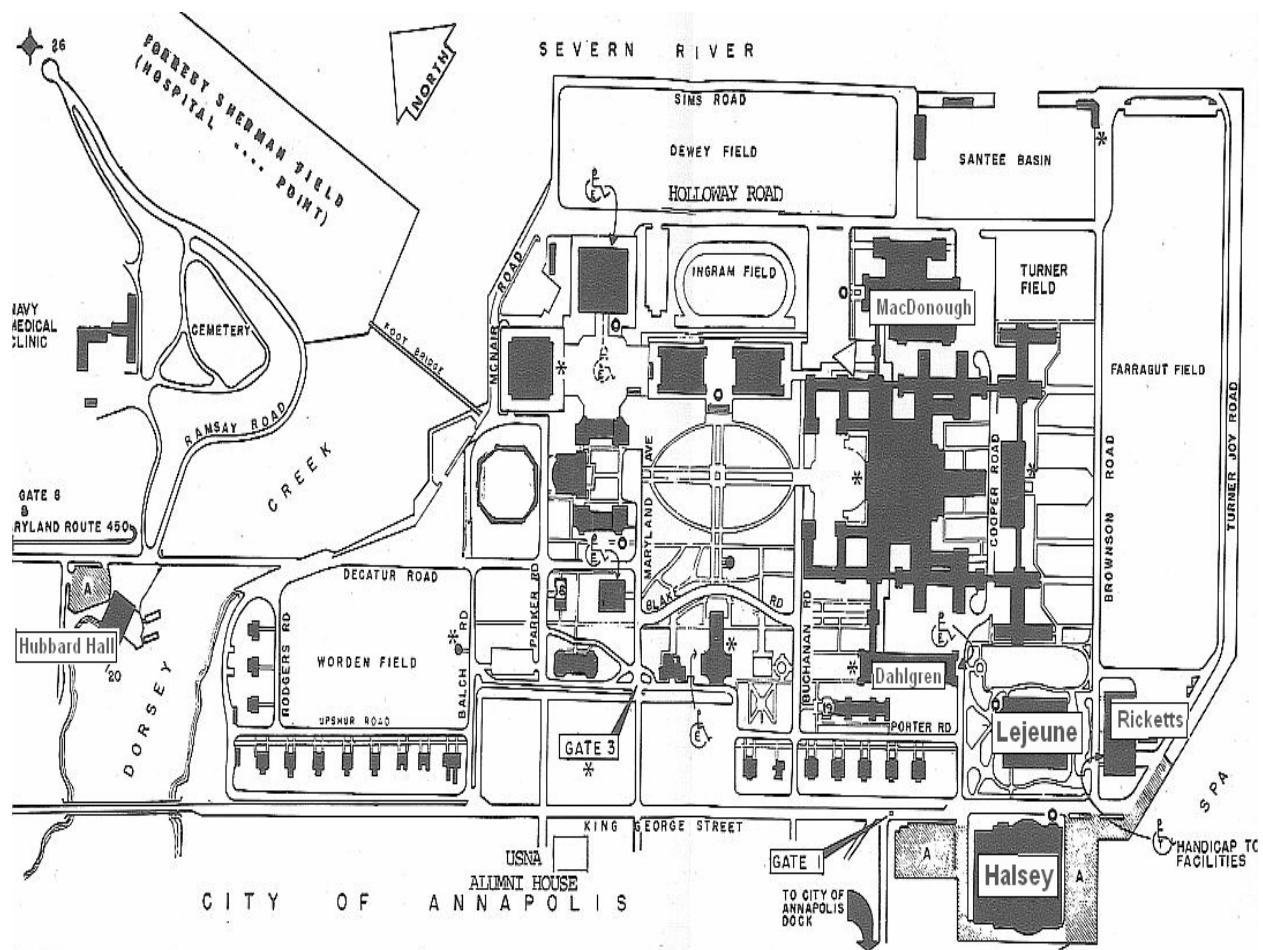 SEVERN RIVER
26
FORREST SHERMAN FIELD
(HOSPITAL POINT)
NORTH
SIMS ROAD
DEWEY FIELD
HOLLOWAY ROAD
SANTEE BASIN
INGRAM FIELD
TURNER
FIELD
MacDonough
NAVY
MEDICAL
CLINIC
CEMETERY
FOOT BRIDGE
MCNAIR ROAD
RAMSAY ROAD
FARRAGUT FIELD
TURNER JOY ROAD
BROWNSON ROAD
COOPER ROAD
MARYLAND AVE
GATE 8
&
ARYLAND ROUTE 450
CREEK
DECATUR ROAD
A
Hubbard Hall
20
DORSEY
RODGERS RD
WORDEN FIELD
BALCH RD
PARKER RD
BLAKE RD
BUCHANAN RD
UPSHUR ROAD
GATE 3
Dahlgren
PORTER RD
Lejeune
Ricketts
SPA
KING GEORGE STREET
USNA
ALUMNI HOUSE
GATE 1
A
Halsey
A
HANDICAP TO
FACILITIES
TO CITY OF
ANNAPOLIS
DOCK
CITY OF ANNAPOLIS